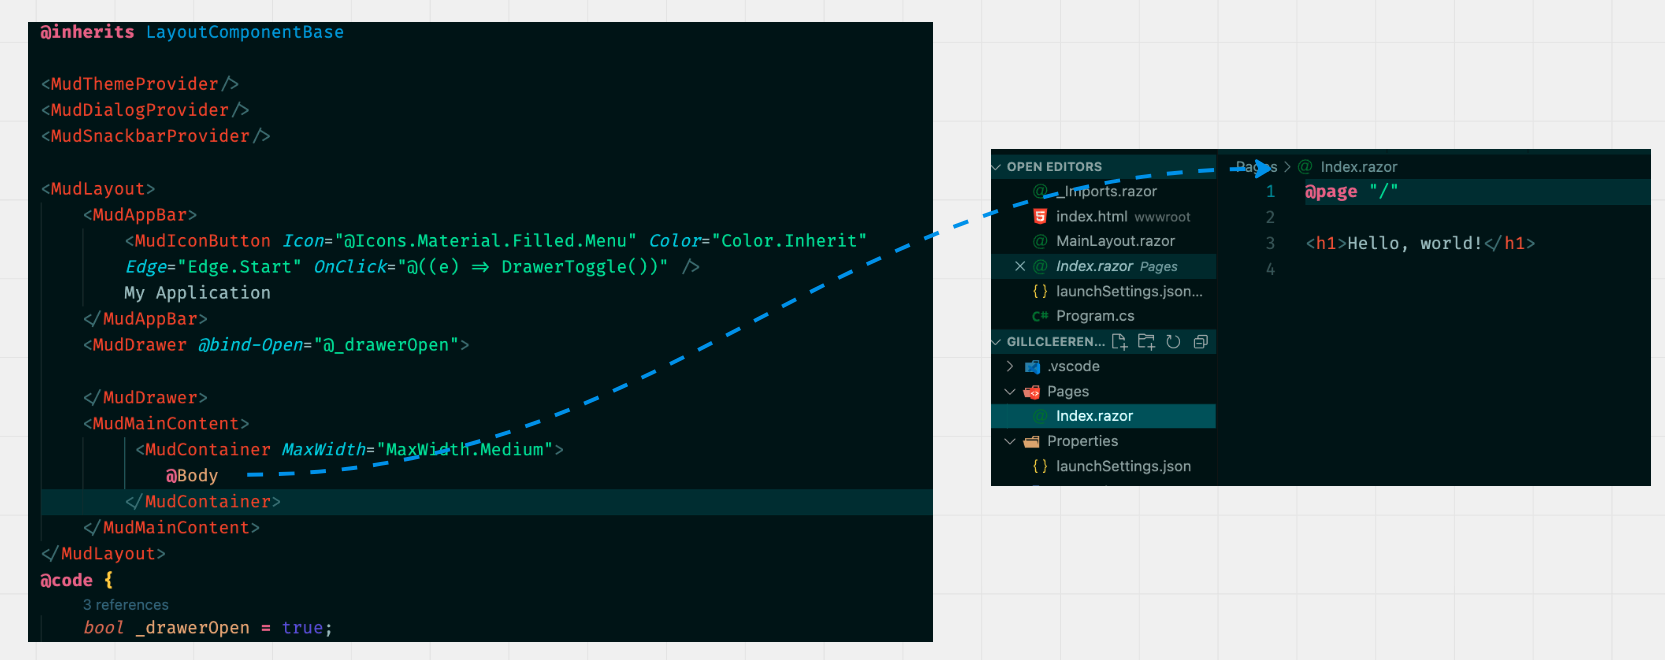 @inherits LayoutComponentBase
<MudThemeProvider/>
<MudDialogProvider/>
<MudSnackbarProvider/>
<MudLayout>
<MudAppBar>
<MudIconButton Icon="@Icons.Material.Filled.Menu" Color="Color.Inherit"
Edge="Edge.Start" OnClick="@((e) => DrawerToggle())" />
My Application
</MudAppBar>
<MudDrawer @bind-Open="@_drawerOpen">
</MudDrawer>
<MudMainContent>
<MudContainer MaxWidth="MaxWidth.Medium">
@Body
</MudContainer>
</MudMainContent>
</MudLayout>
@code {
3 references
bool _drawerOpen = true;
OPEN EDITORS
@ _Imports.razor
index.html wwwroot
@ MainLayout.razor
@ Index.razor Pages
{} launchSettings.json...
C# Program.cs
GILLCLEEREN...
.vscode
Pages
@ Index.razor
Properties
{} launchSettings.json
Pages > @ Index.razor
1 @page "/"
2
3 <h1>Hello, world!</h1>
4